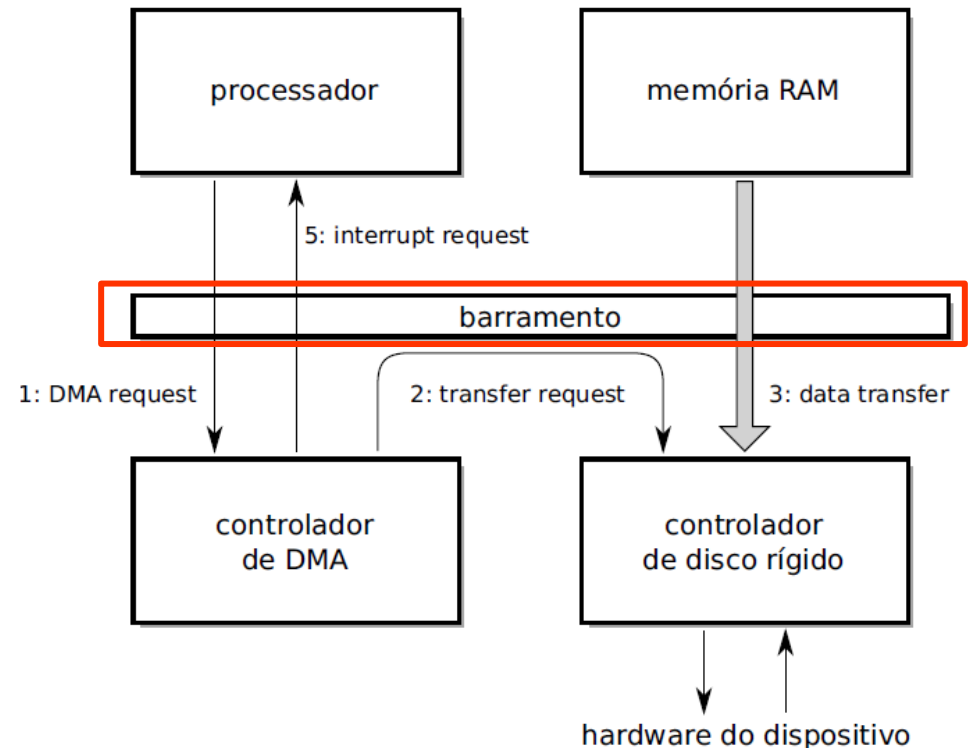 processador
memória RAM
5: interrupt request
barramento
1: DMA request
2: transfer request
3: data transfer
controlador
de DMA
controlador
de disco rígido
hardware do dispositivo